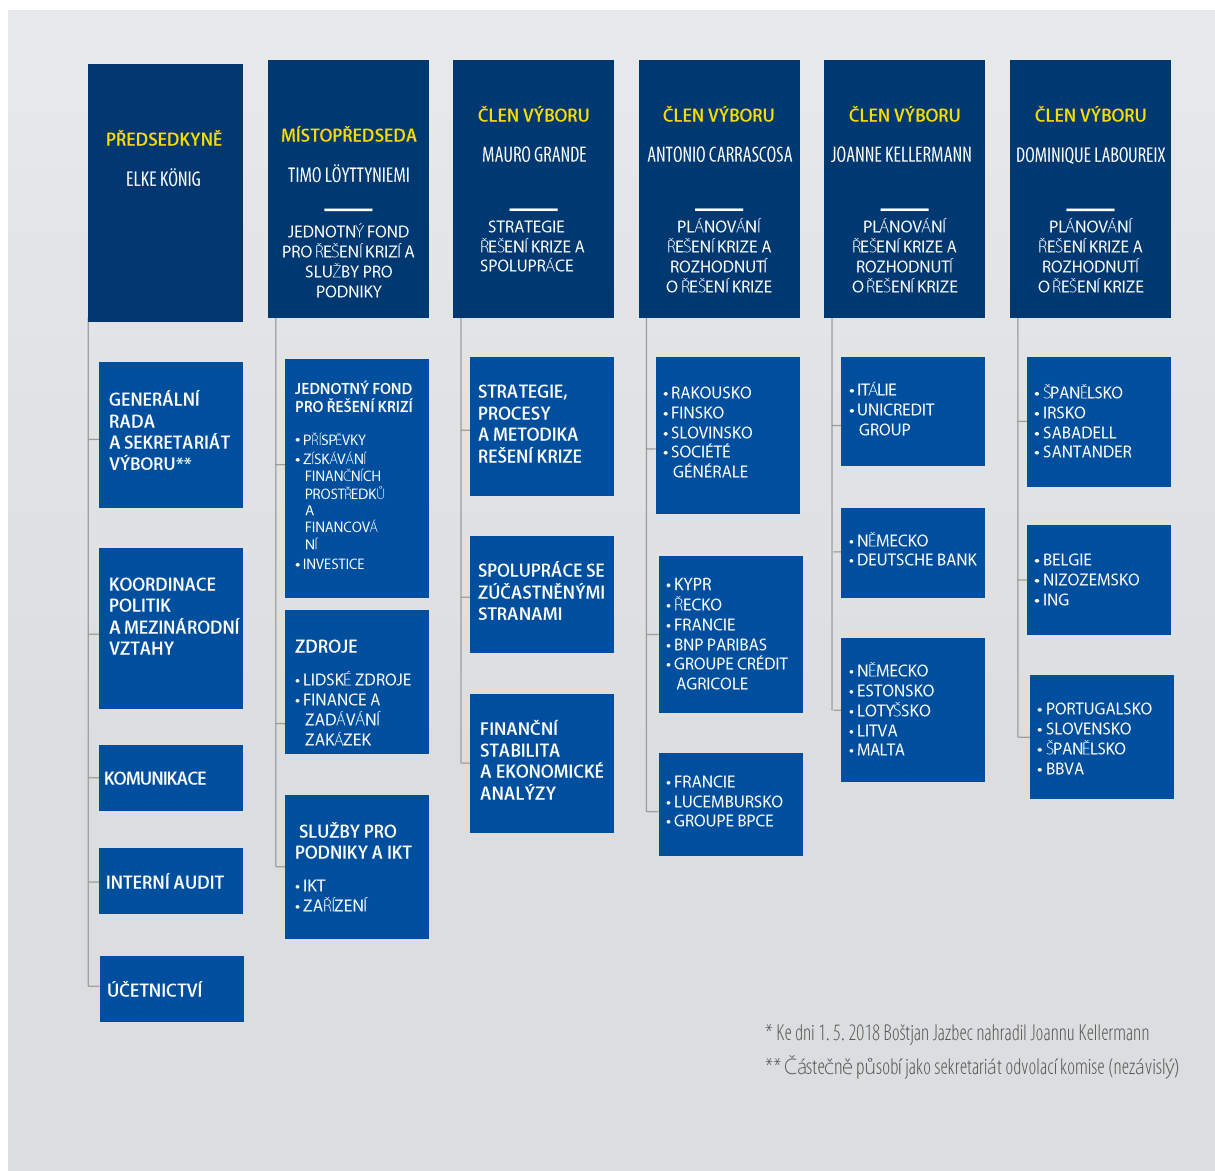 PŘEDSEDKYNĚ
ELKE KÖNIG
GENERÁLNÍ
RADA
A SEKRETARIÁT
VÝBORU**
KOORDINACE
POLITIK
A MEZINÁRODNÍ
VZTAHY
KOMUNIKACE
INTERNÍ AUDIT
ÚČETNICTVÍ
MÍSTOPŘEDSEDA
TIMO LÖYTTYNIEMI
JEDNOTNÝ FOND
PRO ŘEŠENÍ KRIZÍ A
SLUŽBY PRO
PODNIKY
JEDNOTNÝ FOND
PRO ŘEŠENÍ KRIZÍ
• PŘÍSPĚVKY
• ZÍSKÁVÁNÍ
FINANČNÍCH
PROSTŘEDKŮ
A
FINANCOVÁ
NÍ
• INVESTICE
ZDROJE
• LIDSKÉ ZDROJE
• FINANCE A
ZADÁVÁNÍ
ZAKÁZEK
SLUŽBY PRO
PODNIKY A IKT
• IKT
• ZAŘÍZENÍ
ČLEN VÝBORU
MAURO GRANDE
STRATEGIE
ŘEŠENÍ KRIZE A
SPOLUPRÁCE
STRATEGIE,
PROCESY
A METODIKA
ŘEŠENÍ KRIZE
SPOLUPRÁCE SE
ZÚČASTNĚNÝMI
STRANAMI
FINANČNÍ
STABILITA
A EKONOMICKÉ
ANALÝZY
ČLEN VÝBORU
ANTONIO CARRASCOSA
PLÁNOVÁNÍ
ŘEŠENÍ KRIZE A
ROZHODNUTÍ
O ŘEŠENÍ KRIZE
• RAKOUSKO
• FINSKO
• SLOVINSKO
• SOCIÉTÉ
GÉNÉRALE
• KYPR
• ŘECKO
• FRANCIE
• BNP PARIBAS
• GROUPE CRÉDIT
AGRICOLE
• FRANCIE
• LUCEMBURSKO
• GROUPE BPCE
ČLEN VÝBORU
JOANNE KELLERMANN
PLÁNOVÁNÍ
ŘEŠENÍ KRIZE A
ROZHODNUTÍ
O ŘEŠENÍ KRIZE
• ITÁLIE
• UNICREDIT
GROUP
• NĚMECKO
• DEUTSCHE BANK
• NĚMECKO
• ESTONSKO
• LOTYŠSKO
• LITVA
• MALTA
ČLEN VÝBORU
DOMINIQUE LABOUREIX
PLÁNOVÁNÍ
ŘEŠENÍ KRIZE A
ROZHODNUTÍ
O ŘEŠENÍ KRIZE
• ŠPANĚLSKO
• IRSKO
• SABADELL
• SANTANDER
• BELGIE
• NIZOZEMSKO
• ING
• PORTUGALSKO
• SLOVENSKO
• ŠPANĚLSKO
• BBVA
* Ke dni 1. 5. 2018 Boštjan Jazbec nahradil Joannu Kellermann
** Částečně působí jako sekretariát odvolací komise (nezávislý)